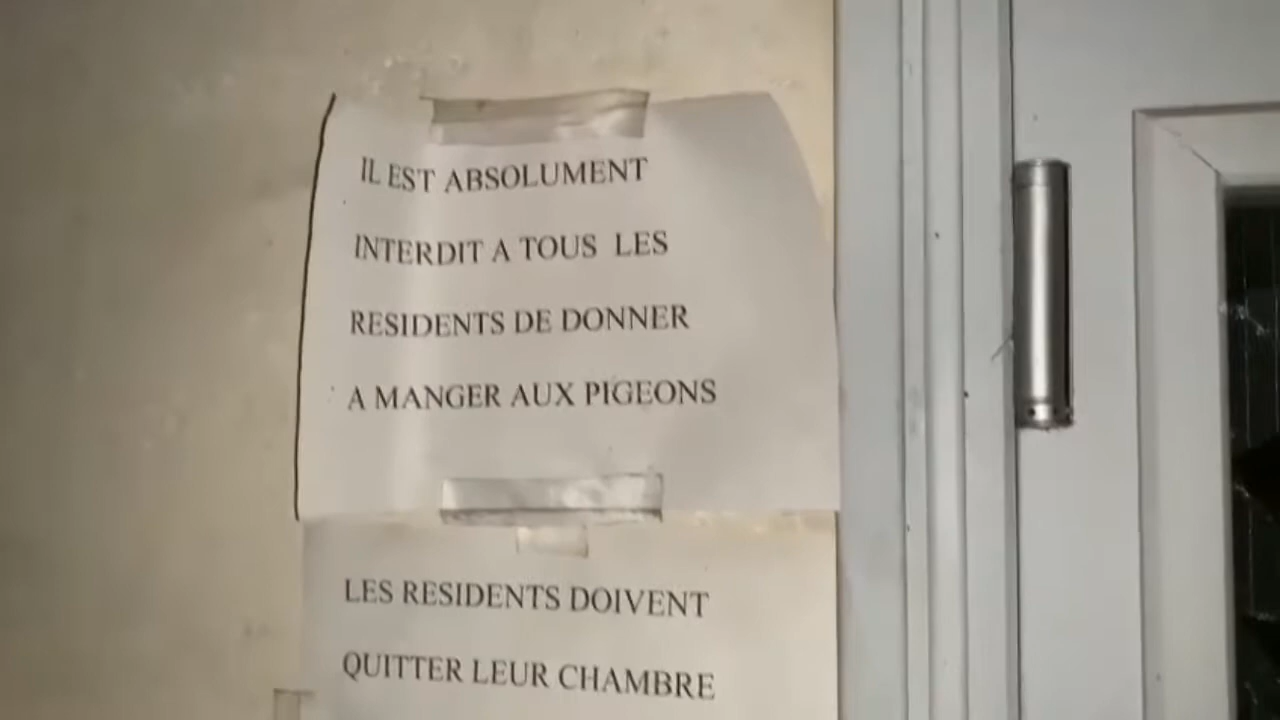 IL EST ABSOLUMENT
INTERDIT A TOUS LES
RESIDENTS DE DONNER
A MANGER AUX PIGEONS
LES RESIDENTS DOIVENT
QUITTER LEUR CHAMBRE